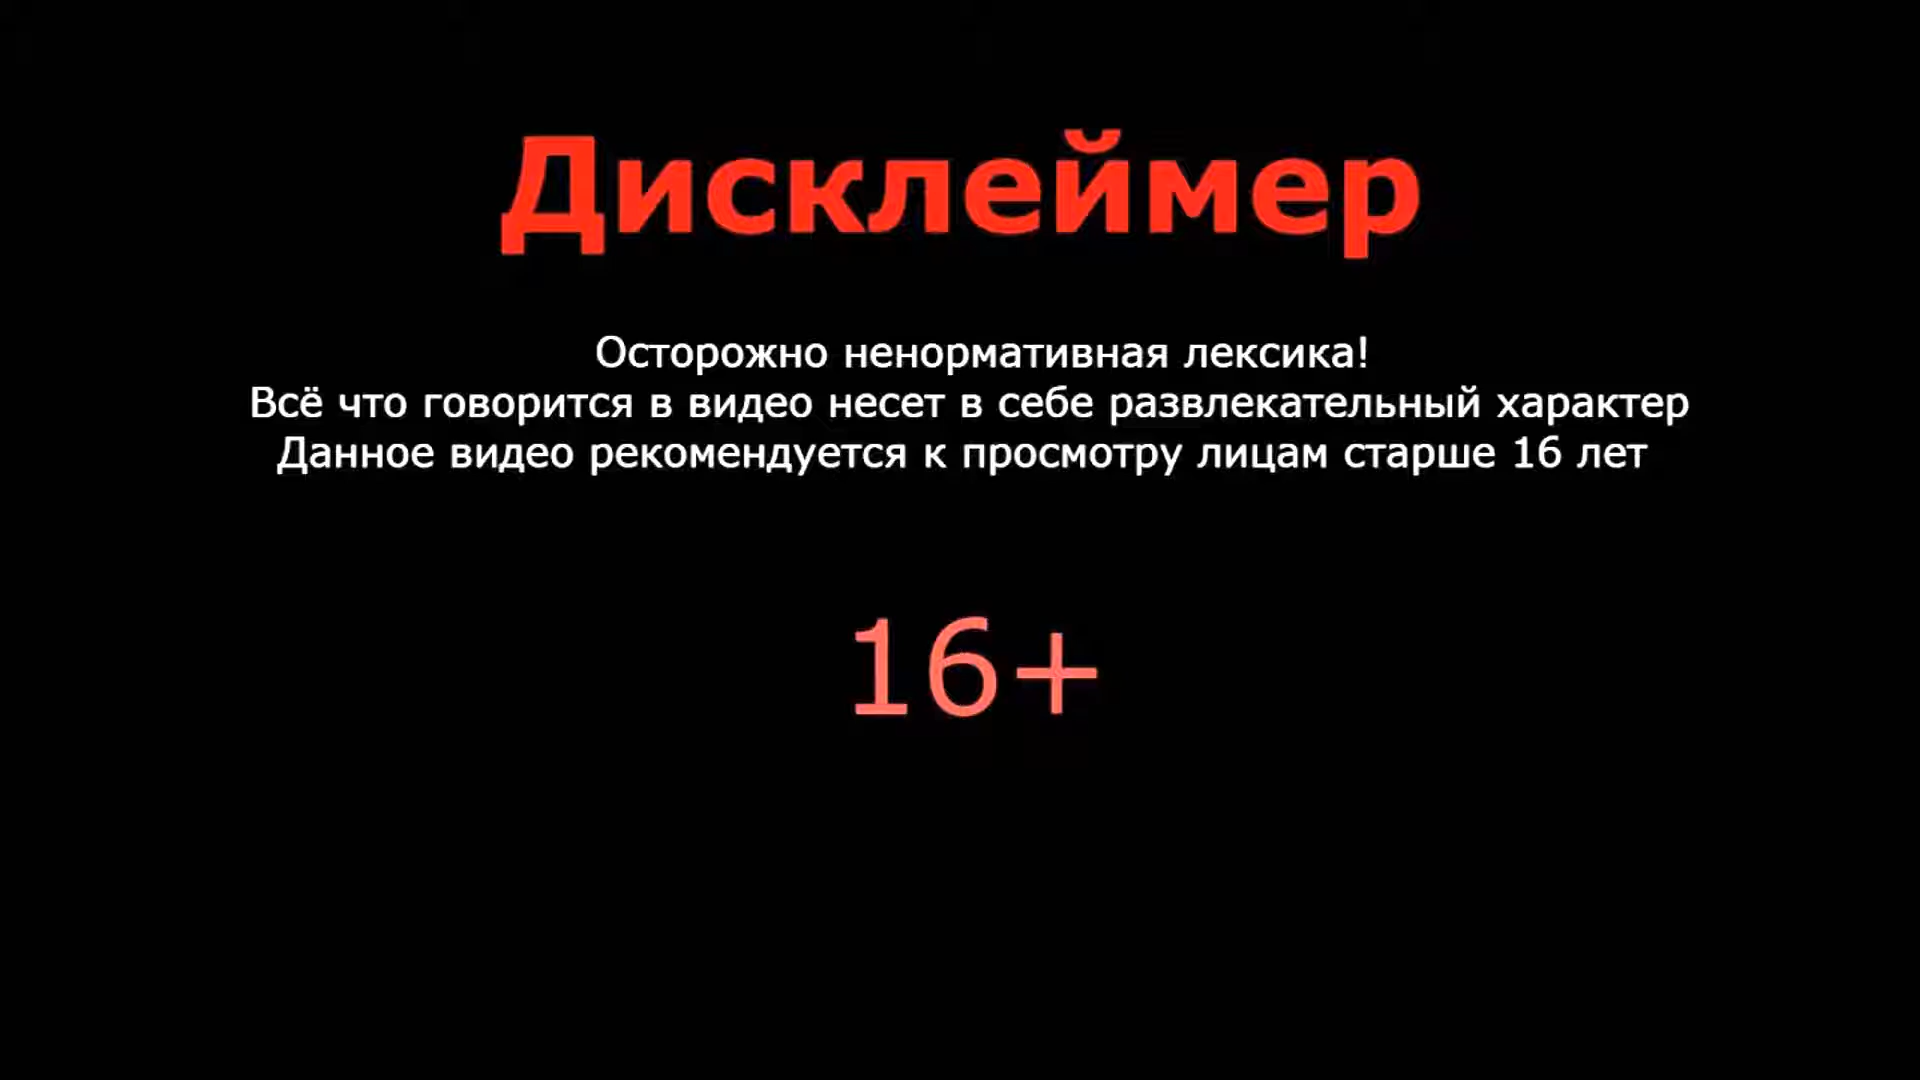 Дисклеймер
Осторожно ненормативная лексика!
Всё что говорится в видео несет в себе развлекательный характер
Данное видео рекомендуется к просмотру лицам старше 16 лет
16+